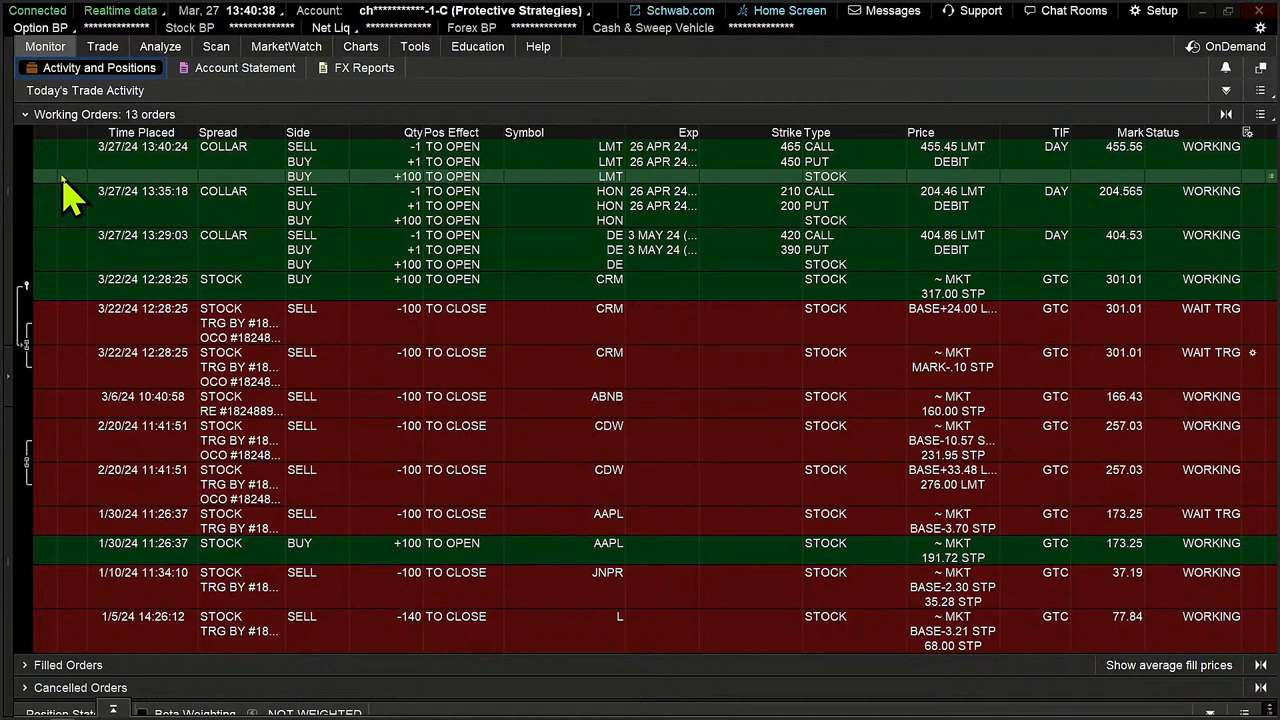 Connected Realtime data Mar. 27 13:40:38 Account: ch**********-1-C (Protective Strategies) Schwab.com Home Screen Messages Support Chat Rooms Setup
Option BP **************** Stock BP **************** Net Liq **************** Forex BP **************** Cash & Sweep Vehicle ****************
Monitor Trade Analyze Scan MarketWatch Charts Tools Education Help OnDemand
Activity and Positions Account Statement FX Reports
Today's Trade Activity
Working Orders: 13 orders
Time Placed Spread Side Qty Pos Effect Symbol Exp Strike Type Price TIF Mark Status
3/27/24 13:40:24 COLLAR SELL -1 TO OPEN LMT 26 APR 24... 465 CALL 455.45 LMT DAY 455.56 WORKING
BUY +1 TO OPEN LMT 26 APR 24... 450 PUT DEBIT
BUY +100 TO OPEN LMT STOCK
3/27/24 13:35:18 COLLAR SELL -1 TO OPEN HON 26 APR 24... 210 CALL 204.46 LMT DAY 204.565 WORKING
BUY +1 TO OPEN HON 26 APR 24... 200 PUT DEBIT
BUY +100 TO OPEN HON STOCK
3/27/24 13:29:03 COLLAR SELL -1 TO OPEN DE 3 MAY 24 (... 420 CALL 404.86 LMT DAY 404.53 WORKING
BUY +1 TO OPEN DE 3 MAY 24 (... 390 PUT DEBIT
BUY +100 TO OPEN DE STOCK
3/22/24 12:28:25 STOCK BUY +100 TO OPEN CRM STOCK ~ MKT GTC 301.01 WORKING
317.00 STP
3/22/24 12:28:25 STOCK SELL -100 TO CLOSE CRM STOCK BASE+24.00 L... GTC 301.01 WAIT TRG
TRG BY #18...
OCO #18248...
3/22/24 12:28:25 STOCK SELL -100 TO CLOSE CRM STOCK ~ MKT GTC 301.01 WAIT TRG
TRG BY #18... MARK-.10 STP
OCO #18248...
3/6/24 10:40:58 STOCK SELL -100 TO CLOSE ABNB STOCK ~ MKT GTC 166.43 WORKING
RE #1824889... 160.00 STP
2/20/24 11:41:51 STOCK SELL -100 TO CLOSE CDW STOCK ~ MKT GTC 257.03 WORKING
TRG BY #18... BASE-10.57 S...
OCO #18248... 231.95 STP
2/20/24 11:41:51 STOCK SELL -100 TO CLOSE CDW STOCK BASE+33.48 L... GTC 257.03 WORKING
TRG BY #18... 276.00 LMT
OCO #18248...
1/30/24 11:26:37 STOCK SELL -100 TO CLOSE AAPL STOCK ~ MKT GTC 173.25 WAIT TRG
TRG BY #18... BASE-3.70 STP
1/30/24 11:26:37 STOCK BUY +100 TO OPEN AAPL STOCK ~ MKT GTC 173.25 WORKING
191.72 STP
1/10/24 11:34:10 STOCK SELL -100 TO CLOSE JNPR STOCK ~ MKT GTC 37.19 WORKING
TRG BY #18... BASE-2.30 STP
35.28 STP
1/5/24 14:26:12 STOCK SELL -140 TO CLOSE L STOCK ~ MKT GTC 77.84 WORKING
TRG BY #18... BASE-3.21 STP
68.00 STP
Filled Orders Show average fill prices
Cancelled Orders
Beta Weighting NOT WEIGHTED